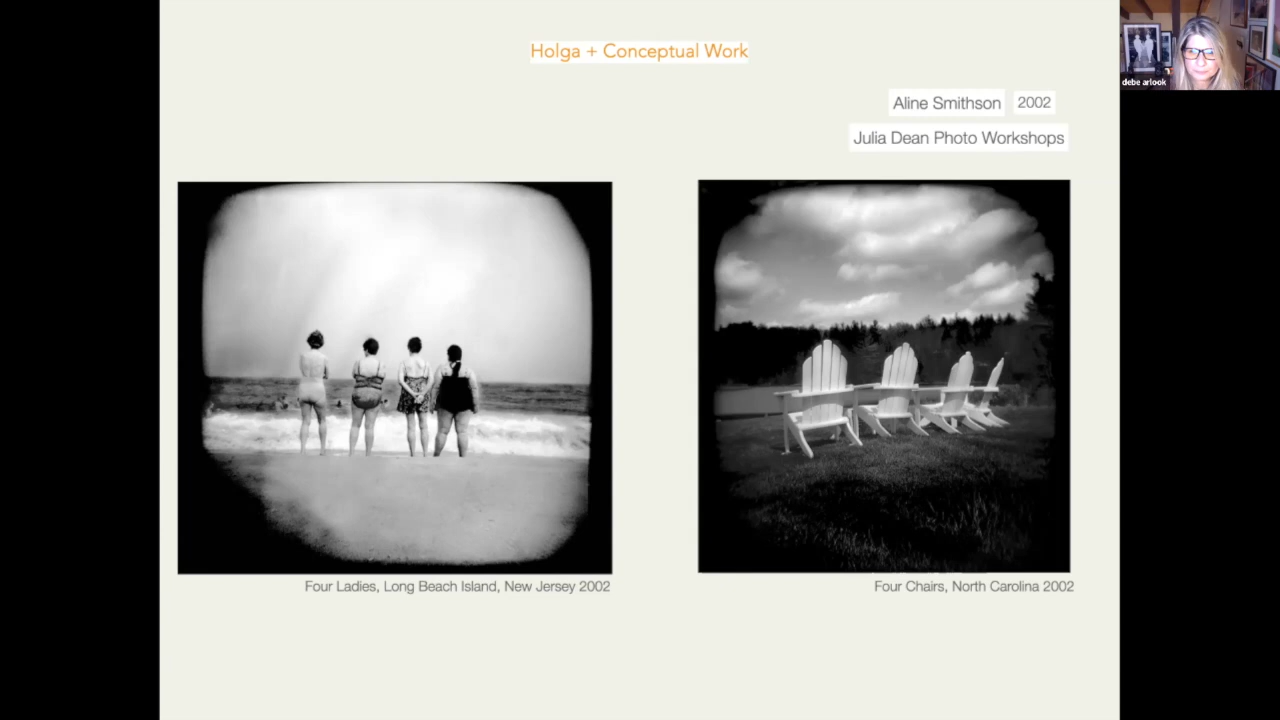 Holga + Conceptual Work
debe arlook
Aline Smithson 2002
Julia Dean Photo Workshops
Four Ladies, Long Beach Island, New Jersey 2002
Four Chairs, North Carolina 2002